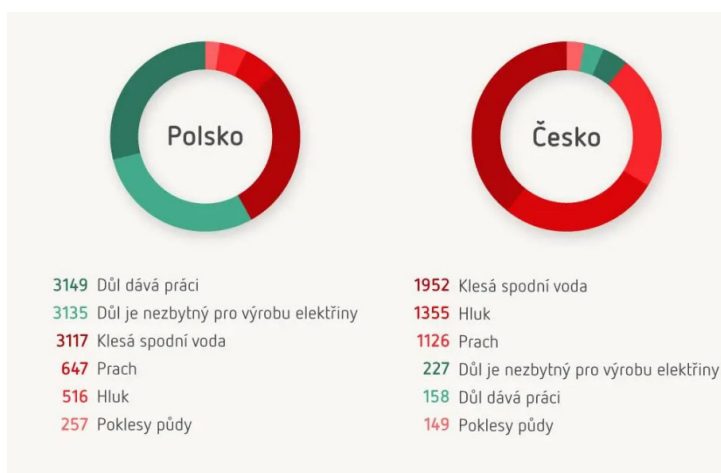 Polsko
3149 Důl dává práci
3135 Důl je nezbytný pro výrobu elektřiny
3117 Klesá spodní voda
647 Prach
516 Hluk
257 Poklesy půdy
Česko
1952 Klesá spodní voda
1355 Hluk
1126 Prach
227 Důl je nezbytný pro výrobu elektřiny
158 Důl dává práci
149 Poklesy půdy